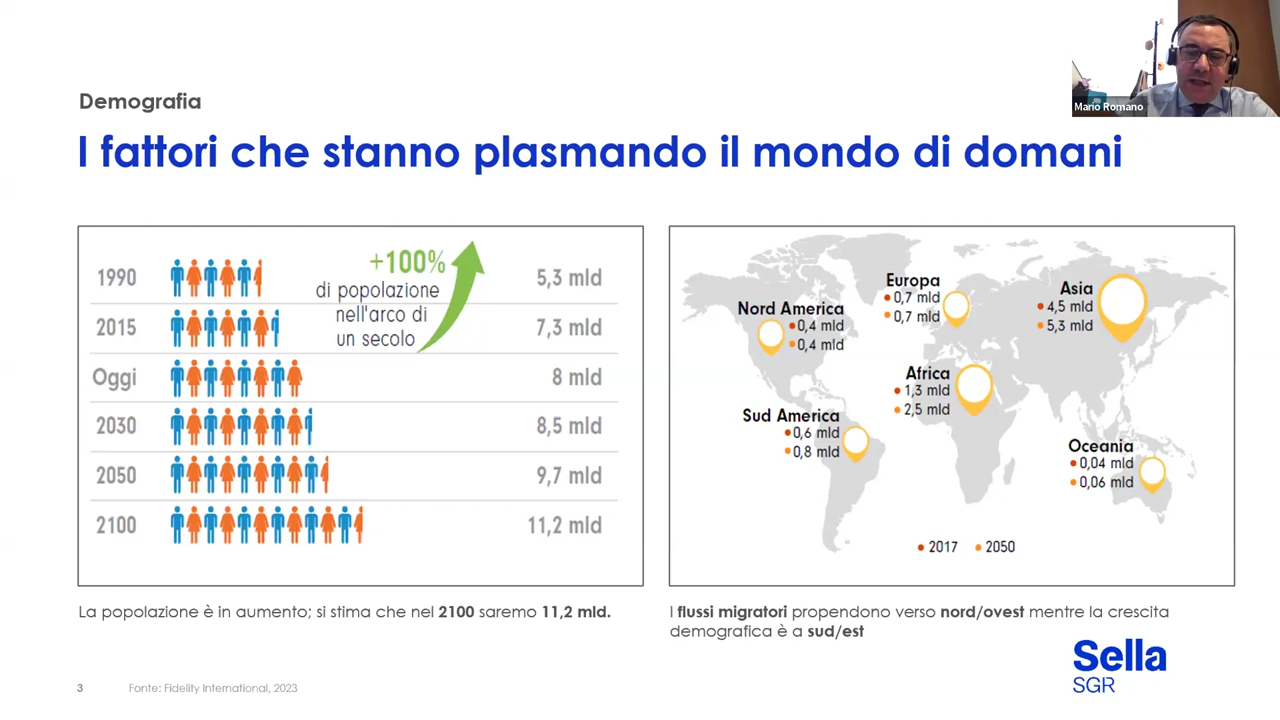 Mario Romano
Demografia
I fattori che stanno plasmando il mondo di domani
+100%
di popolazione
nell'arco di
un secolo
1990 5,3 mld
2015 7,3 mld
Oggi 8 mld
2030 8,5 mld
2050 9,7 mld
2100 11,2 mld
Nord America
0,4 mld
0,4 mld
Europa
0,7 mld
0,7 mld
Asia
4,5 mld
5,3 mld
Africa
1,3 mld
2,5 mld
Sud America
0,6 mld
0,8 mld
Oceania
0,04 mld
0,06 mld
2017 2050
La popolazione è in aumento; si stima che nel 2100 saremo 11,2 mld.
I flussi migratori propendono verso nord/ovest mentre la crescita
demografica è a sud/est
Sella
SGR
3 Fonte: Fidelity International, 2023